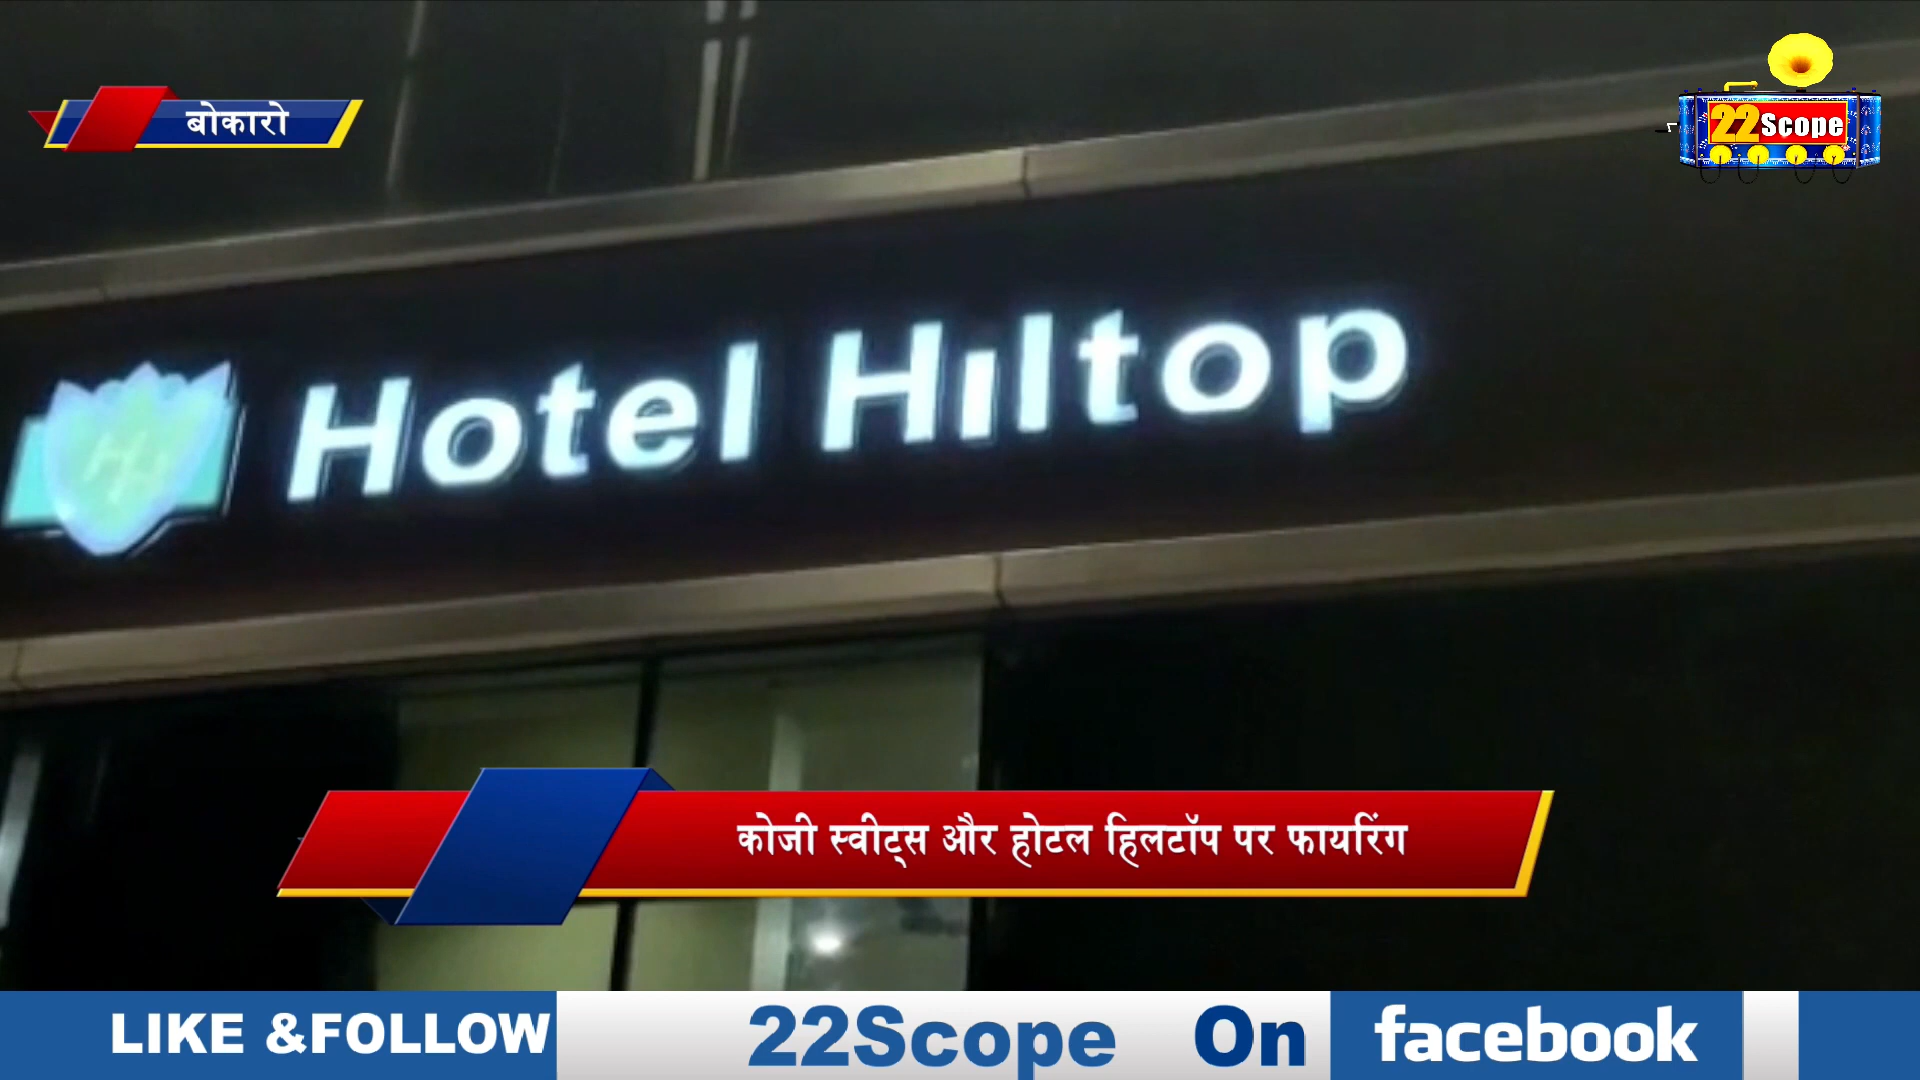 बोकारो
22Scope
Hotel Hiltop
कोजी स्वीट्स और होटल हिलटॉप पर फायरिंग
LIKE &FOLLOW 22Scope On facebook